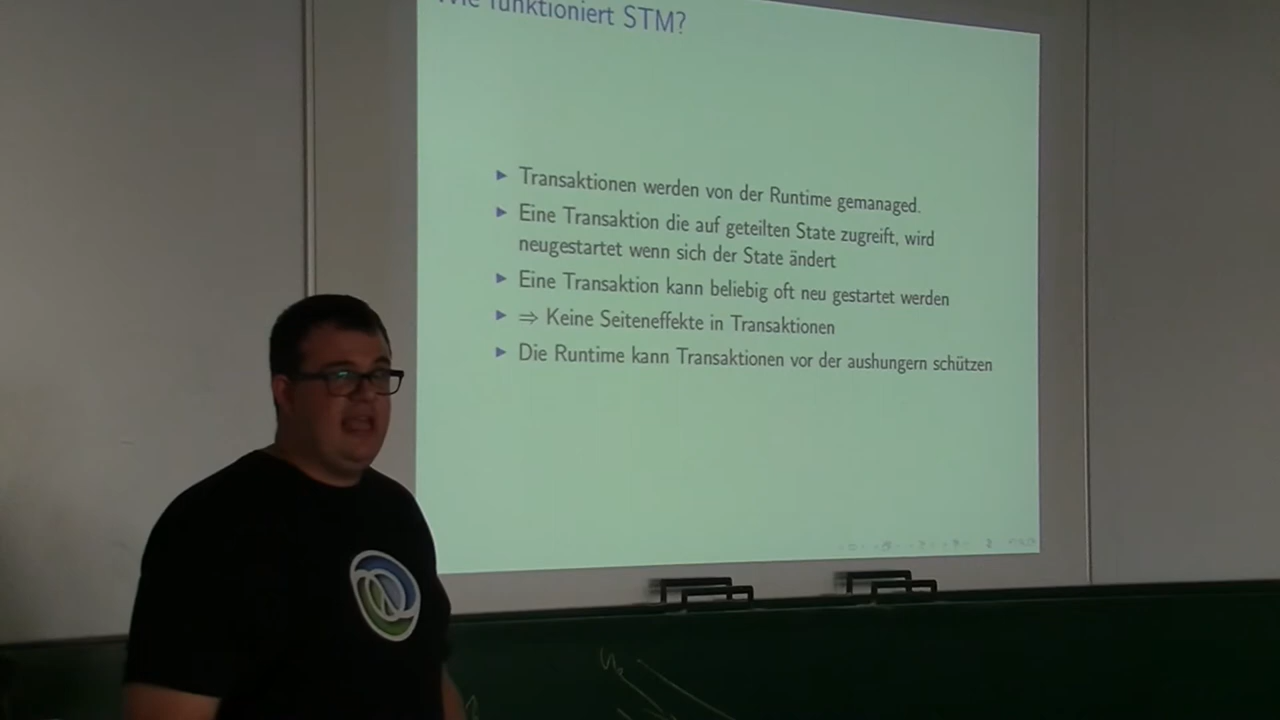 Wie funktioniert STM?
Transaktionen werden von der Runtime gemanaged.
Eine Transaktion die auf geteilten State zugreift, wird
neugestartet wenn sich der State ändert
Eine Transaktion kann beliebig oft neu gestartet werden
⇒ Keine Seiteneffekte in Transaktionen
Die Runtime kann Transaktionen vor der aushungern schützen